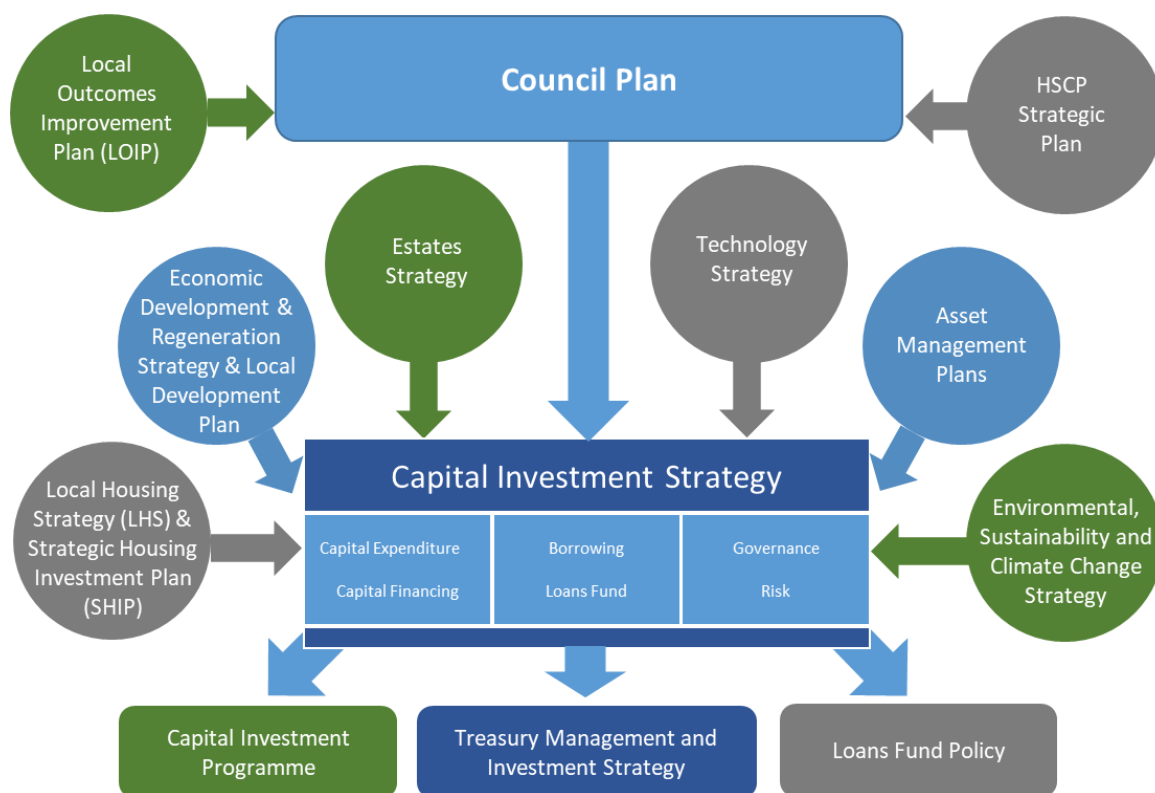 Council Plan
Local
Outcomes
Improvement
Plan (LOIP)
HSCP
Strategic
Plan
Estates
Strategy
Technology
Strategy
Economic
Development &
Regeneration
Strategy & Local
Development
Plan
Asset
Management
Plans
Capital Investment Strategy
Local Housing
Strategy (LHS) &
Strategic Housing
Investment Plan
(SHIP)
Capital Expenditure
Capital Financing
Borrowing
Loans Fund
Governance
Risk
Environmental,
Sustainability and
Climate Change
Strategy
Capital Investment
Programme
Treasury Management and
Investment Strategy
Loans Fund Policy